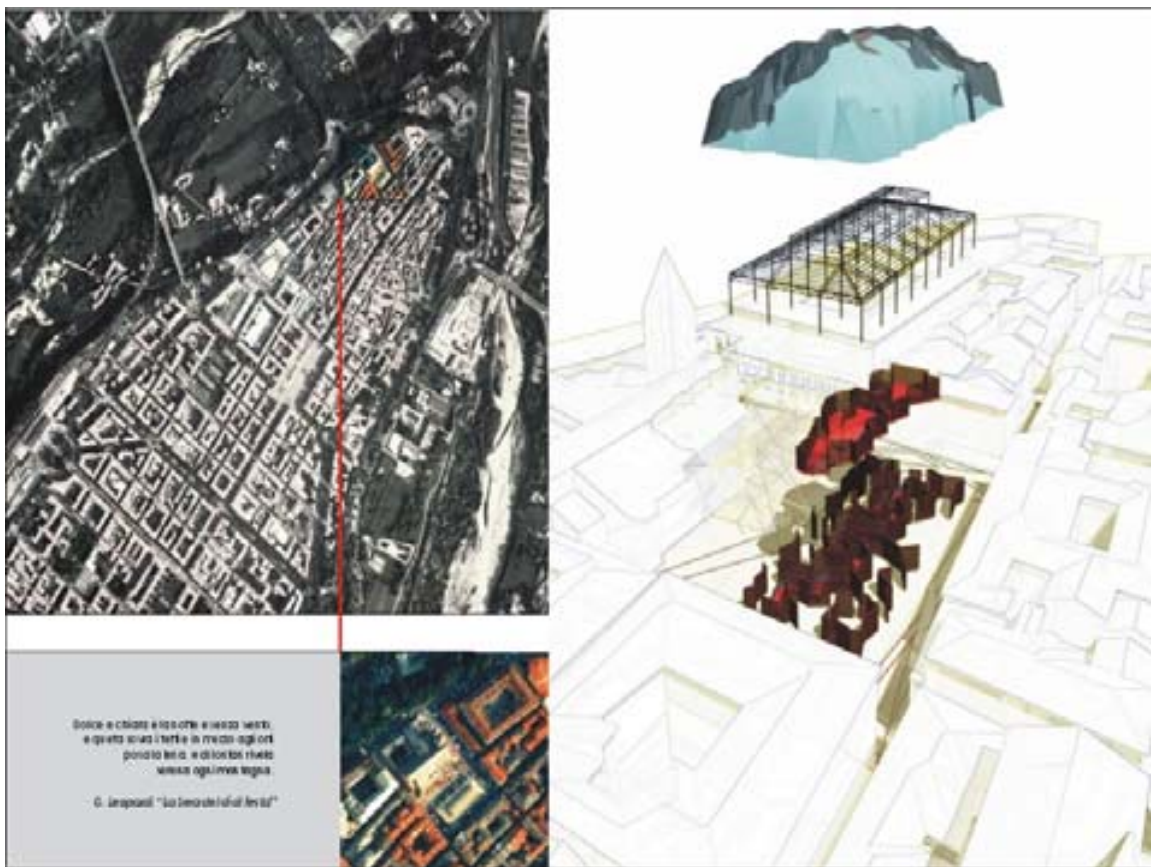 Dolce e chiara è la notte e senza vento,
e queta sovra i tetti e in mezzo agli orti
posa la luna, e di lontan rivela
serena ogni montagna.
G. Leopardi "La sera del dì di festa"